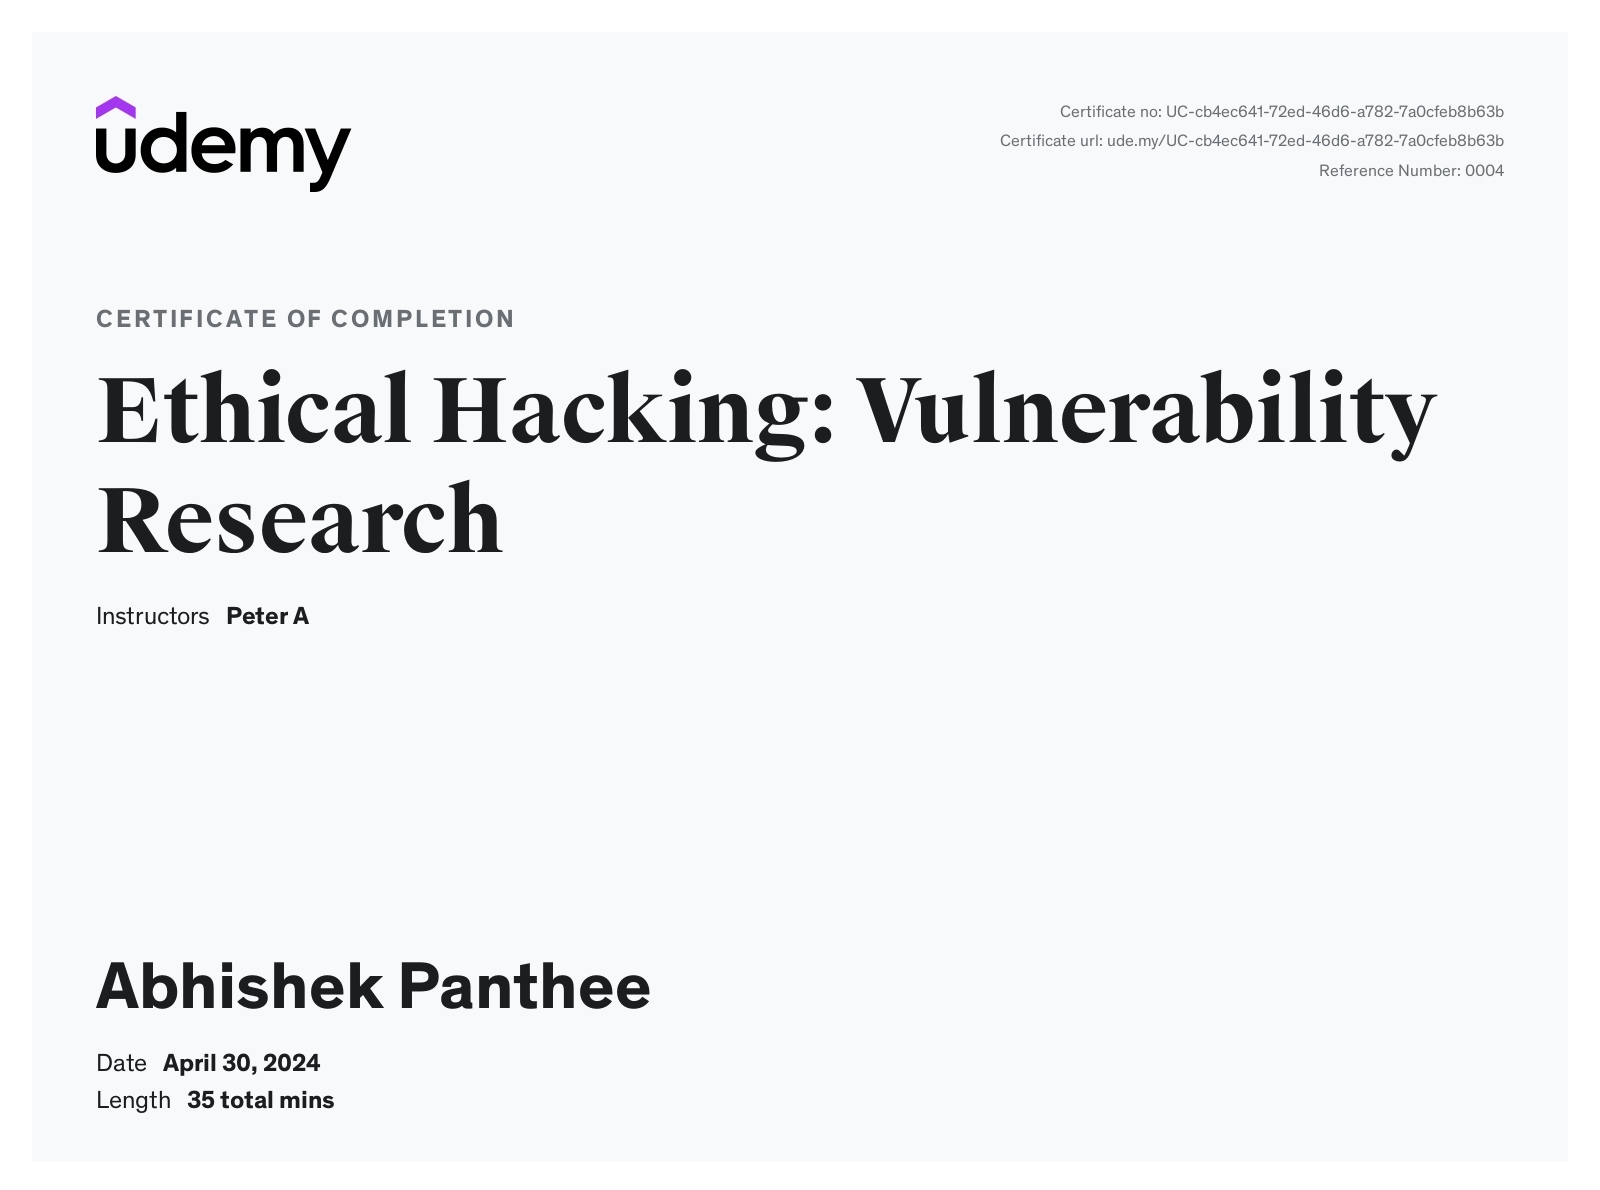 udemy
Certificate no: UC-cb4ec641-72ed-46d6-a782-7a0cfeb8b63b
Certificate url: ude.my/UC-cb4ec641-72ed-46d6-a782-7a0cfeb8b63b
Reference Number: 0004
CERTIFICATE OF COMPLETION
Ethical Hacking: Vulnerability
Research
Instructors Peter A
Abhishek Panthee
Date April 30, 2024
Length 35 total mins